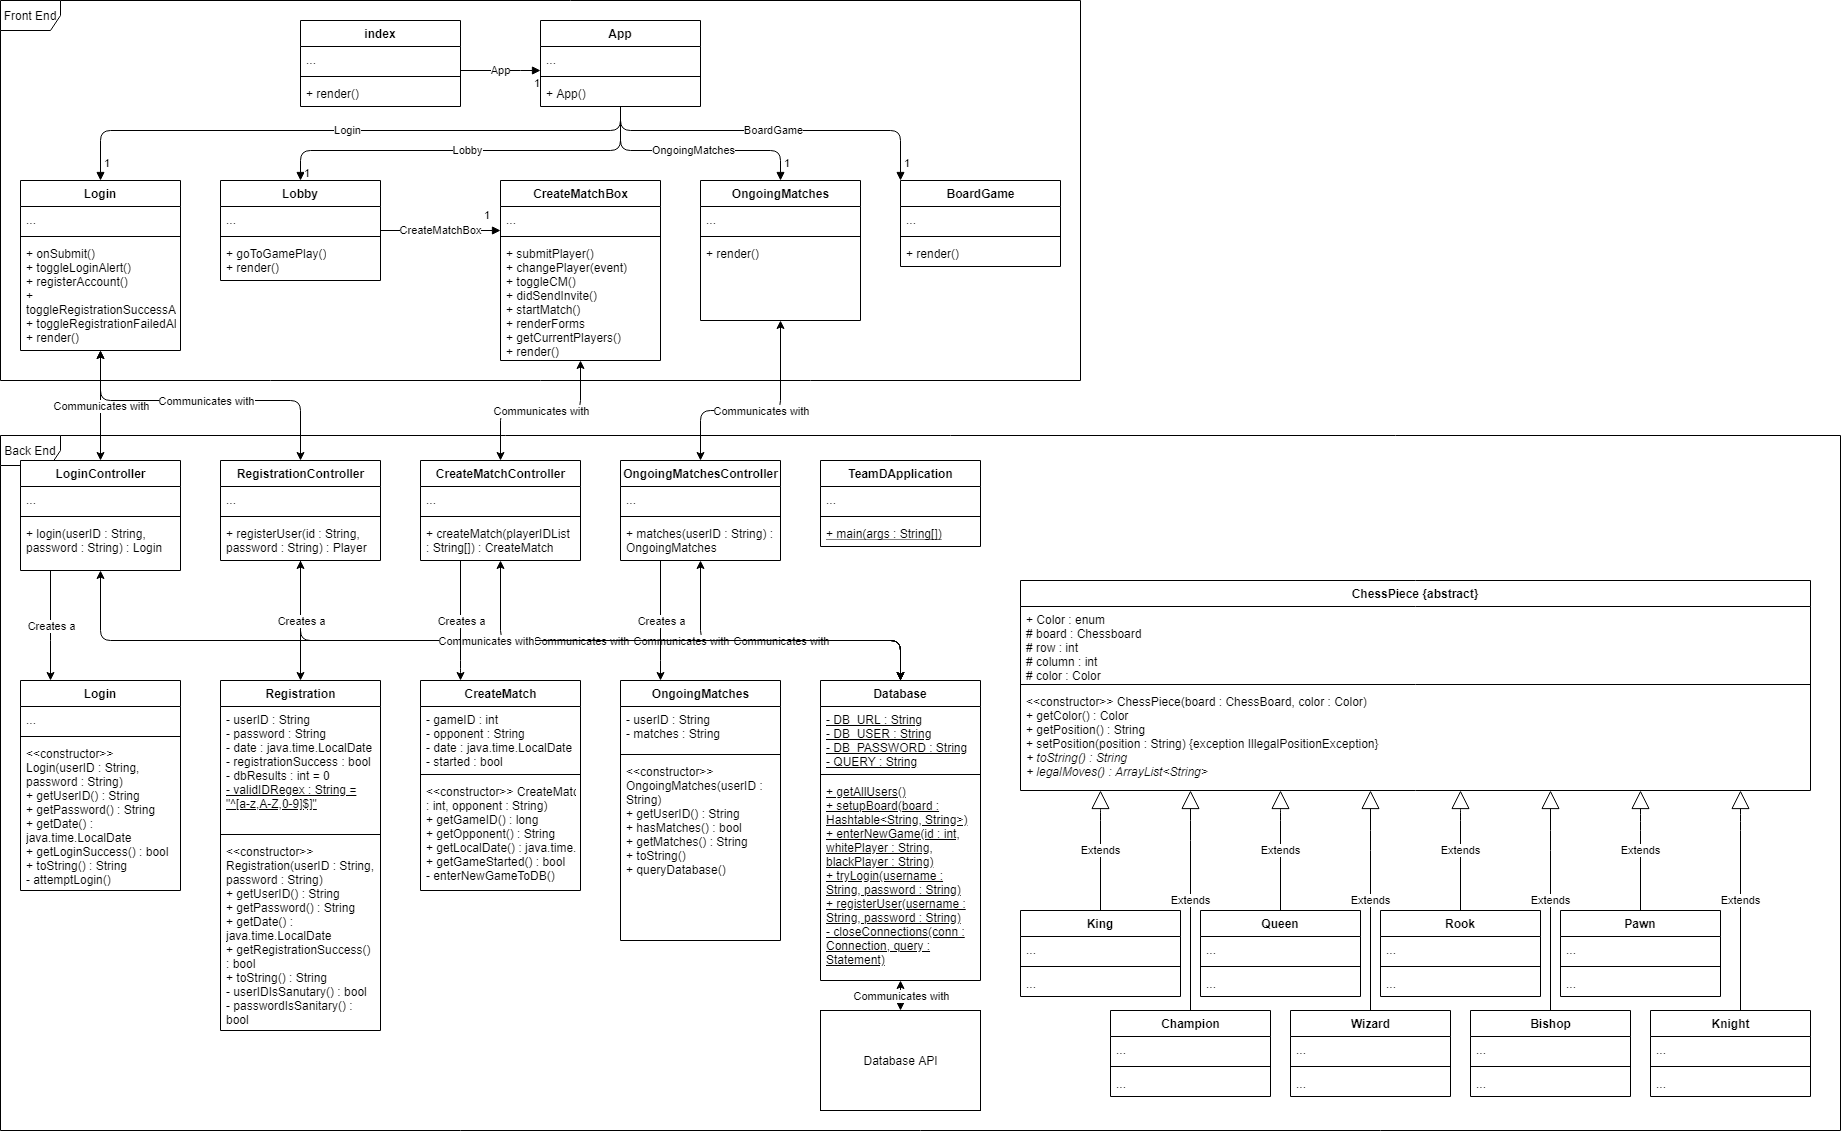 Front End
index
...
+ render()
App
1
App
...
+ App()
Login
BoardGame
Lobby
OngoingMatches
1
1
1
1
Login
...
+ onSubmit()
+ toggleLoginAlert()
+ registerAccount()
+
toggleRegistrationSuccessA
+ toggleRegistrationFailedAl
+ render()
Lobby
...
+ goToGamePlay()
+ render()
CreateMatchBox
1
CreateMatchBox
...
+ submitPlayer()
+ changePlayer(event)
+ toggleCM()
+ didSendInvite()
+ startMatch()
+ renderForms
+ getCurrentPlayers()
+ render()
OngoingMatches
...
+ render()
BoardGame
...
+ render()
Communicates with
Communicates with
Communicates with
Communicates with
Back End
LoginController
...
+ login(userID : String,
password : String) : Login
RegistrationController
...
+ registerUser(id : String,
password : String) : Player
CreateMatchController
...
+ createMatch(playerIDList
: String[]) : CreateMatch
OngoingMatchesController
...
+ matches(userID : String) :
OngoingMatches
TeamDApplication
...
+ main(args : String[])
Creates a
Creates a
Creates a
Creates a
Communicates with
Communicates with
Communicates with
Communicates with
Login
...
<<constructor>>
Login(userID : String,
password : String)
+ getUserID() : String
+ getPassword() : String
+ getDate() :
java.time.LocalDate
+ getLoginSuccess() : bool
+ toString() : String
- attemptLogin()
Registration
- userID : String
- password : String
- date : java.time.LocalDate
- registrationSuccess : bool
- dbResults : int = 0
- validIDRegex : String =
"^[a-z,A-Z,0-9]$]"
<<constructor>>
Registration(userID : String,
password : String)
+ getUserID() : String
+ getPassword() : String
+ getDate() :
java.time.LocalDate
+ getRegistrationSuccess()
: bool
+ toString() : String
- userIDIsSanutary() : bool
- passwordIsSanitary() :
bool
CreateMatch
- gameID : int
- opponent : String
- date : java.time.LocalDate
- started : bool
<<constructor>> CreateMatc
: int, opponent : String)
+ getGameID() : long
+ getOpponent() : String
+ getLocalDate() : java.time.
+ getGameStarted() : bool
- enterNewGameToDB()
OngoingMatches
- userID : String
- matches : String
<<constructor>>
OngoingMatches(userID :
String)
+ getUserID() : String
+ hasMatches() : bool
+ getMatches() : String
+ toString()
+ queryDatabase()
Database
- DB_URL : String
- DB_USER : String
- DB_PASSWORD : String
- QUERY : String
+ getAllUsers()
+ setupBoard(board :
Hashtable<String, String>)
+ enterNewGame(id : int,
whitePlayer : String,
blackPlayer : String)
+ tryLogin(username :
String, password : String)
+ registerUser(username :
String, password : String)
- closeConnections(conn :
Connection, query :
Statement)
Communicates with
Database API
ChessPiece {abstract}
+ Color : enum
# board : Chessboard
# row : int
# column : int
# color : Color
<<constructor>> ChessPiece(board : ChessBoard, color : Color)
+ getColor() : Color
+ getPosition() : String
+ setPosition(position : String) {exception IllegalPositionException}
+ toString() : String
+ legalMoves() : ArrayList<String>
Extends
Extends
Extends
Extends
Extends
Extends
Extends
Extends
King
...
...
Queen
...
...
Rook
...
...
Pawn
...
...
Champion
...
...
Wizard
...
...
Bishop
...
...
Knight
...
...